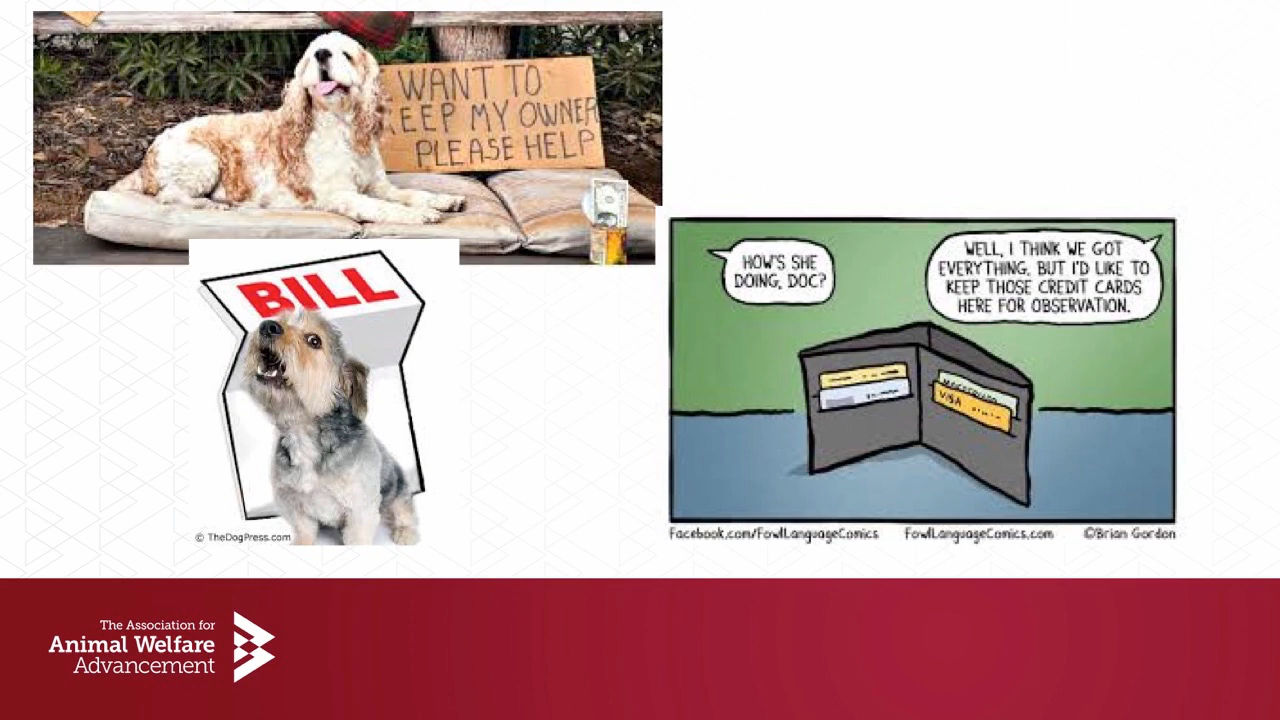 WANT TO
EEP MY OWNER
PLEASE HELP
BILL
© TheDogPress.com
HOW'S SHE
DOING, DOC?
WELL, I THINK WE GOT
EVERYTHING, BUT I'D LIKE TO
KEEP THOSE CREDIT CARDS
HERE FOR OBSERVATION.
VISA
Facebook.com/FowlLanguageComics FowlLanguageComics.com ©Brian Gordon
The Association for
Animal Welfare
Advancement